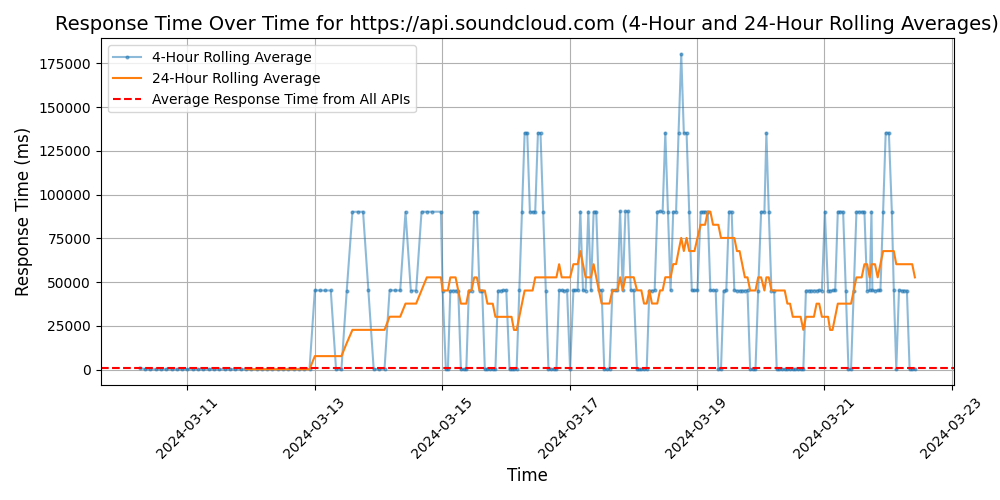 Response Time Over Time for https://api.soundcloud.com (4-Hour and 24-Hour Rolling Averages)
4-Hour Rolling Average
24-Hour Rolling Average
Average Response Time from All APIs
Response Time (ms)
175000
150000
125000
100000
75000
50000
25000
0
2024-03-11
2024-03-13
2024-03-15
2024-03-17
2024-03-19
2024-03-21
2024-03-23
Time